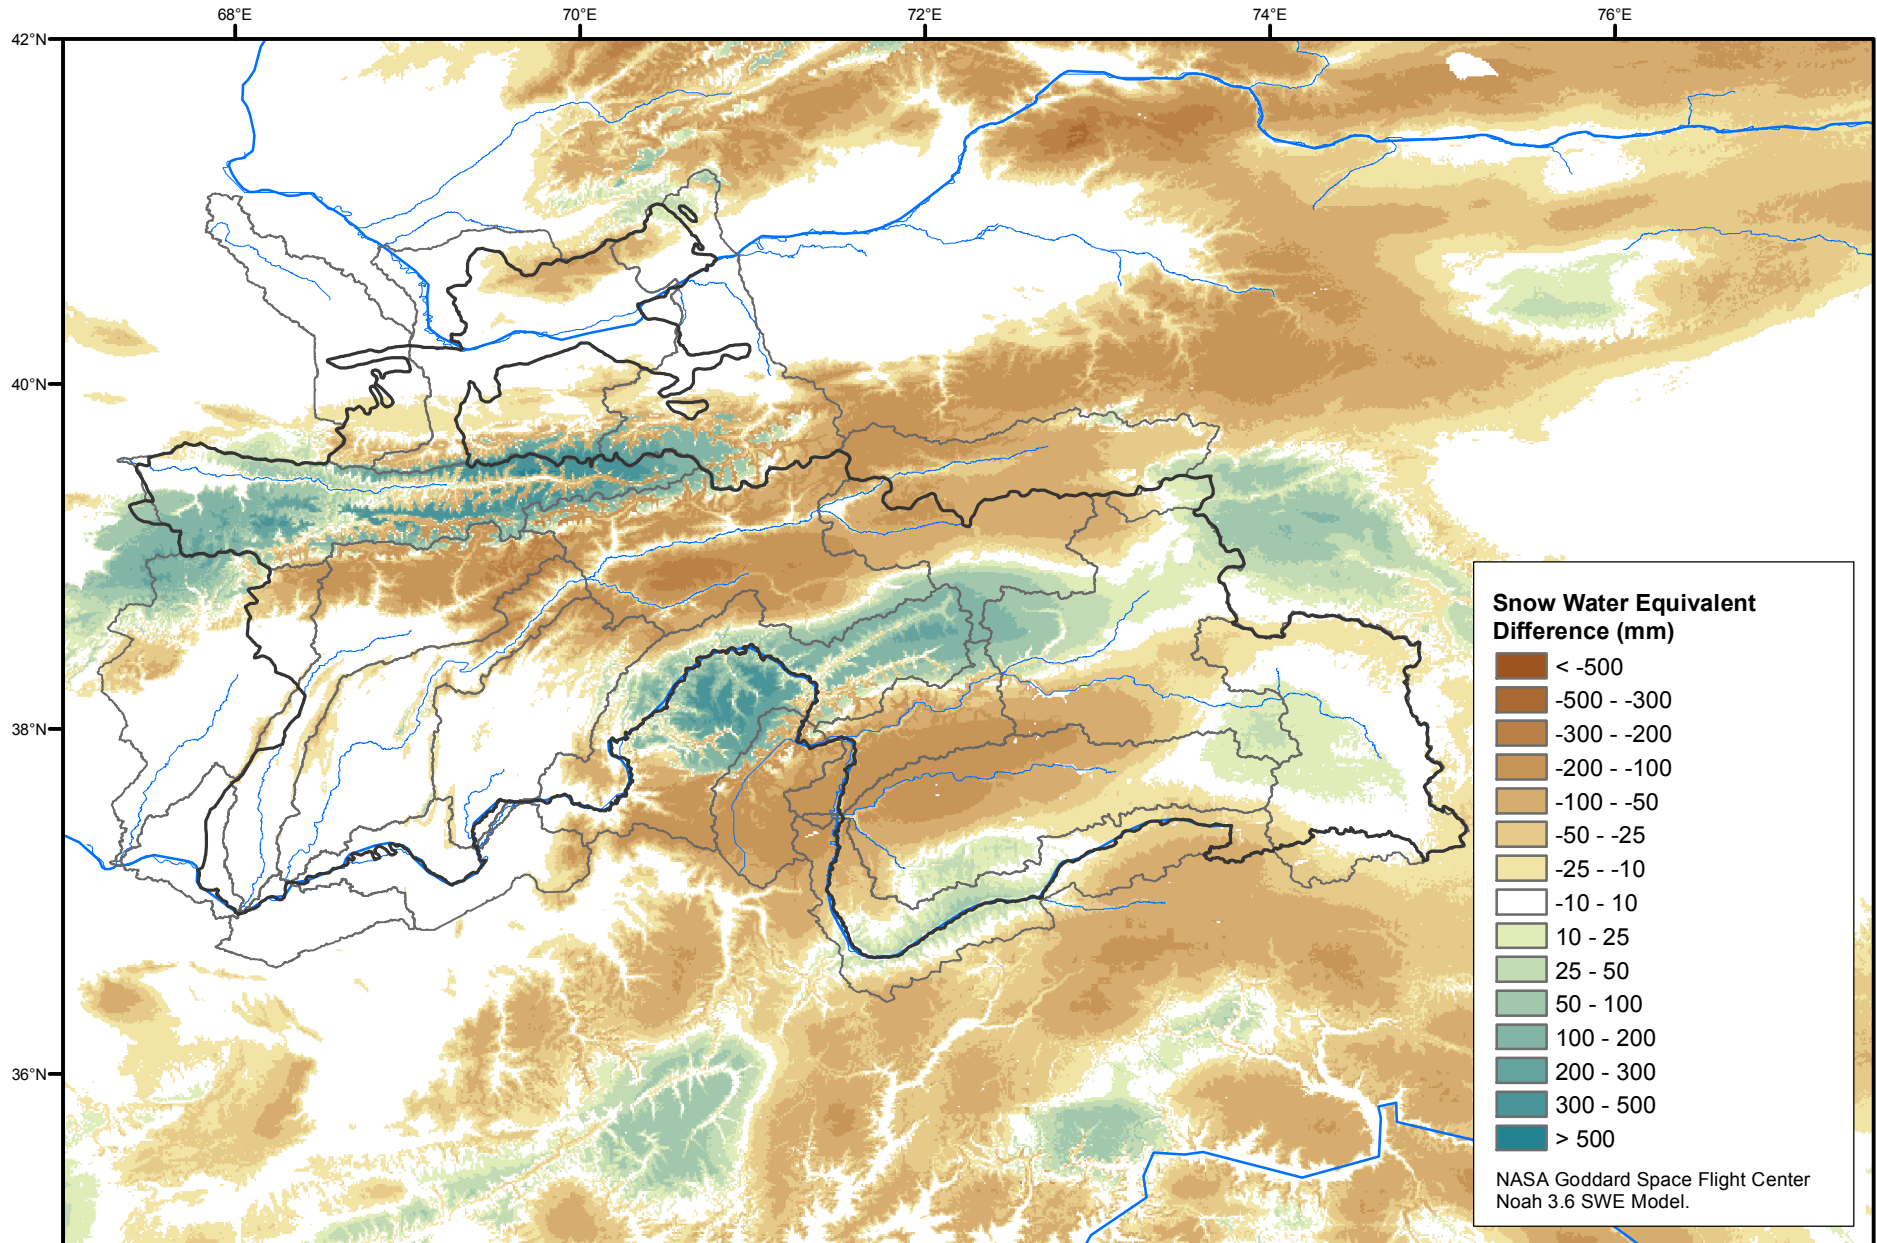 68°E
70°E
72°E
74°E
76°E
42°N
40°N
38°N
36°N
Snow Water Equivalent
Difference (mm)
< -500
-500 - -300
-300 - -200
-200 - -100
-100 - -50
-50 - -25
-25 - -10
-10 - 10
10 - 25
25 - 50
50 - 100
100 - 200
200 - 300
300 - 500
> 500
NASA Goddard Space Flight Center
Noah 3.6 SWE Model.